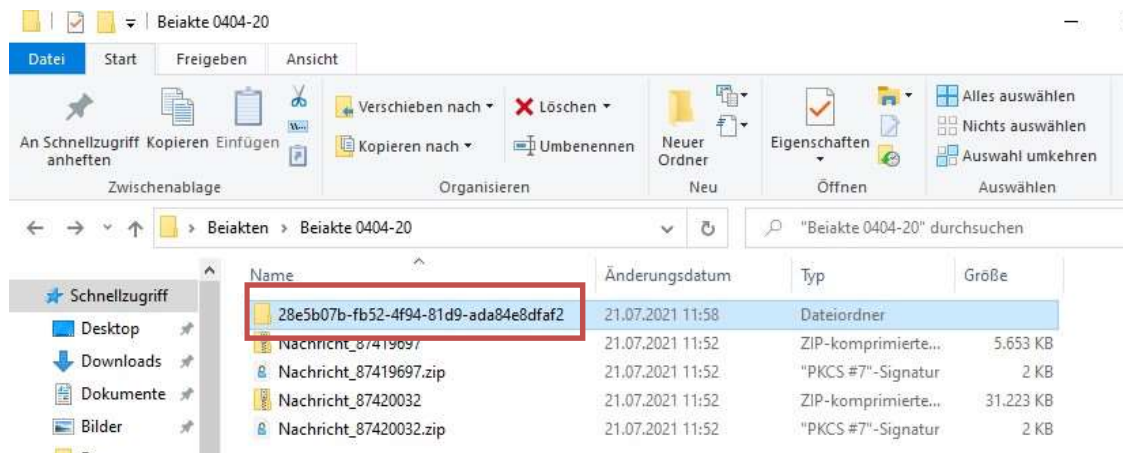 Beiakte 0404-20
Datei Start Freigeben Ansicht
An Schnellzugriff anheften
Kopieren
Einfügen
Verschieben nach
Kopieren nach
Löschen
Umbenennen
Neuer Ordner
Eigenschaften
Alles auswählen
Nichts auswählen
Auswahl umkehren
Zwischenablage Organisieren Neu Öffnen Auswählen
Beiakten > Beiakte 0404-20
"Beiakte 0404-20" durchsuchen
Name Änderungsdatum Typ Größe
Schnellzugriff
Desktop
Downloads
Dokumente
Bilder
28e5b07b-fb52-4f94-81d9-ada84e8dfaf2 21.07.2021 11:58 Dateiordner
Nachricht_87419697 21.07.2021 11:52 ZIP-komprimierte... 5.653 KB
Nachricht_87419697.zip 21.07.2021 11:52 "PKCS #7"-Signatur 2 KB
Nachricht_87420032 21.07.2021 11:52 ZIP-komprimierte... 31.223 KB
Nachricht_87420032.zip 21.07.2021 11:52 "PKCS #7"-Signatur 2 KB